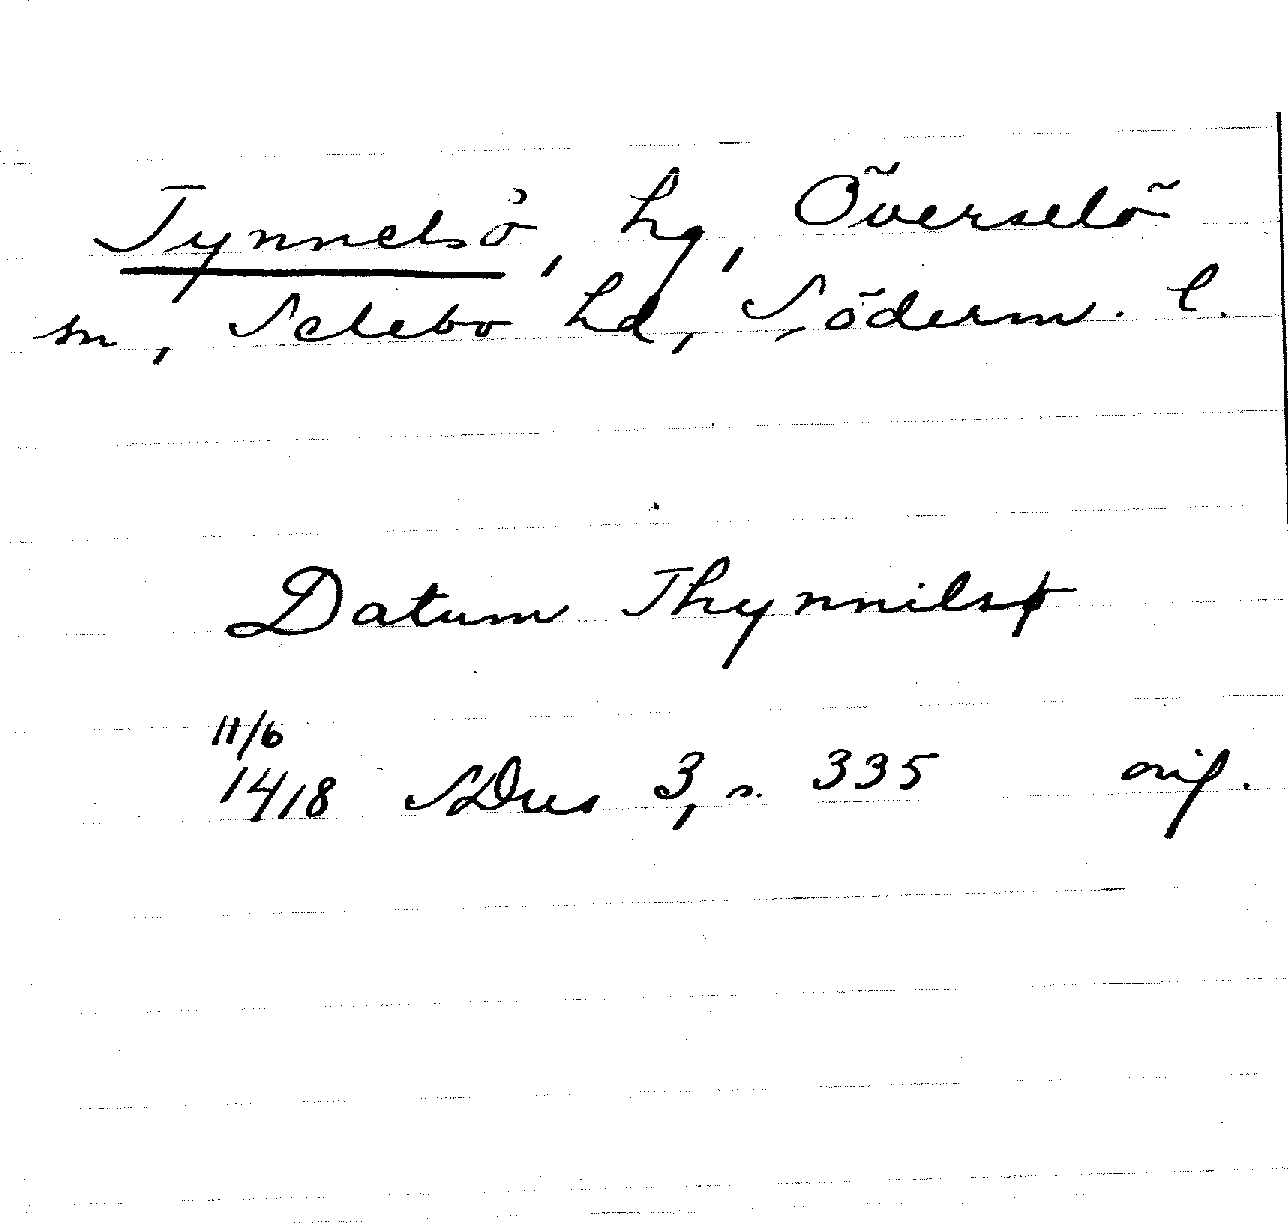 Tynnelsö, hg, Överselö
sn, Selebo hd, Söderm. l.
Datum Thynnilsø
11/6
1418 SDns 3, s. 335 orig.